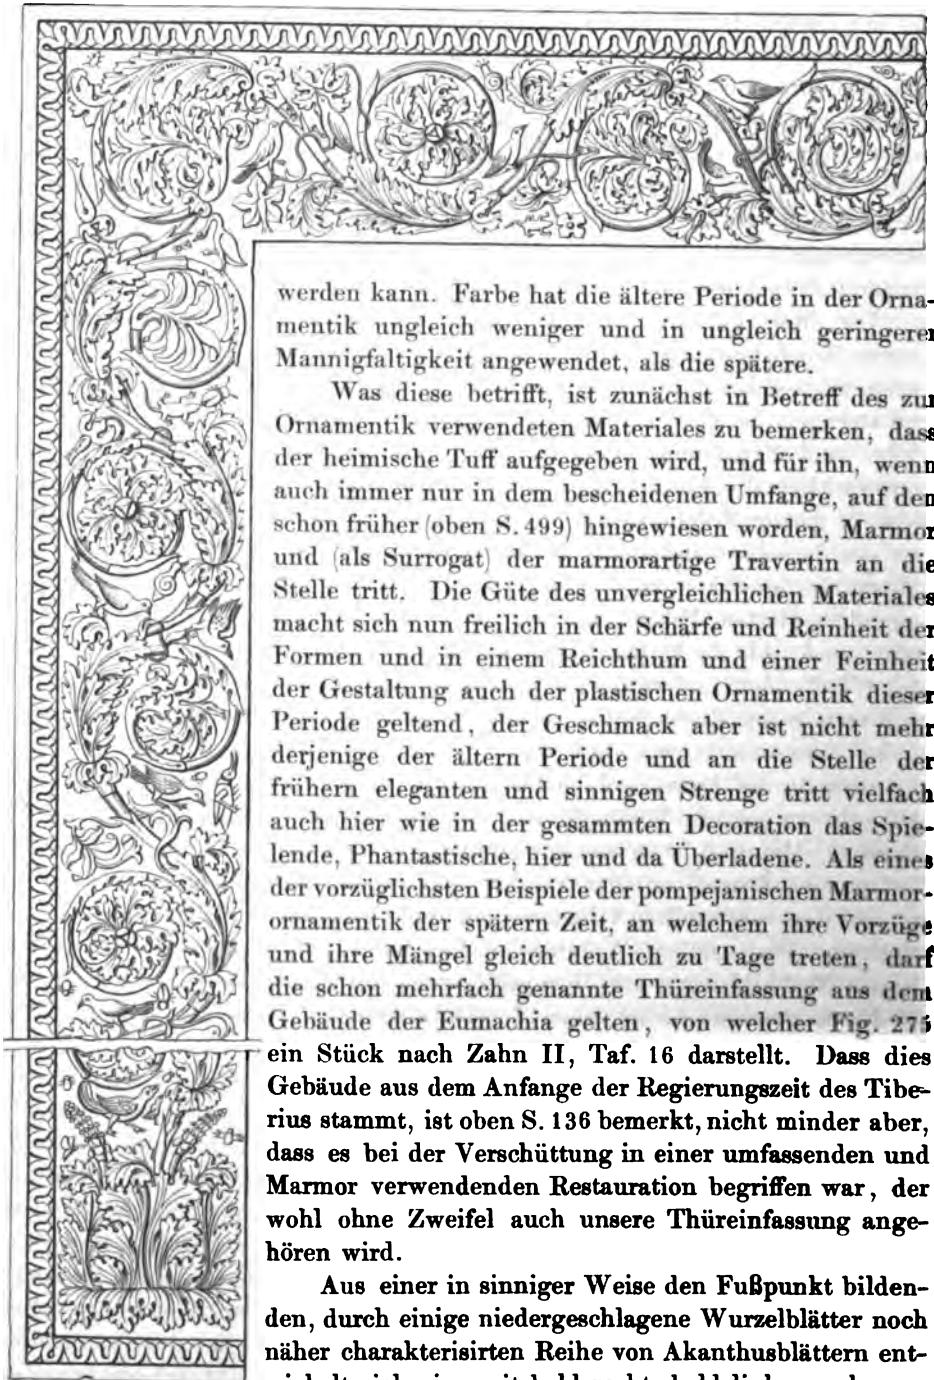 werden kann. Farbe hat die ältere Periode in der Orna-
mentik ungleich weniger und in ungleich geringerer
Mannigfaltigkeit angewendet, als die spätere.
Was diese betrifft, ist zunächst in Betreff des zur
Ornamentik verwendeten Materiales zu bemerken, dass
der heimische Tuff aufgegeben wird, und für ihn, wenn
auch immer nur in dem bescheidenen Umfange, auf den
schon früher (oben S. 499) hingewiesen worden, Marmor
und (als Surrogat) der marmorartige Travertin an die
Stelle tritt. Die Güte des unvergleichlichen Materiales
macht sich nun freilich in der Schärfe und Reinheit der
Formen und in einem Reichthum und einer Feinheit
der Gestaltung auch der plastischen Ornamentik dieser
Periode geltend, der Geschmack aber ist nicht mehr
derjenige der ältern Periode und an die Stelle der
frühern eleganten und sinnigen Strenge tritt vielfach
auch hier wie in der gesammten Decoration das Spie-
lende, Phantastische, hier und da Überladene. Als eines
der vorzüglichsten Beispiele der pompejanischen Marmor-
ornamentik der spätern Zeit, an welchem ihre Vorzüge
und ihre Mängel gleich deutlich zu Tage treten, darf
die schon mehrfach genannte Thüreinfassung aus dem
Gebäude der Eumachia gelten, von welcher Fig. 275
ein Stück nach Zahn II, Taf. 16 darstellt. Dass dies
Gebäude aus dem Anfange der Regierungszeit des Tibe-
rius stammt, ist oben S. 136 bemerkt, nicht minder aber,
dass es bei der Verschüttung in einer umfassenden und
Marmor verwendenden Restauration begriffen war, der
wohl ohne Zweifel auch unsere Thüreinfassung ange-
hören wird.
Aus einer in sinniger Weise den Fußpunkt bilden-
den, durch einige niedergeschlagene Wurzelblätter noch
näher charakterisirten Reihe von Akanthusblättern ent-